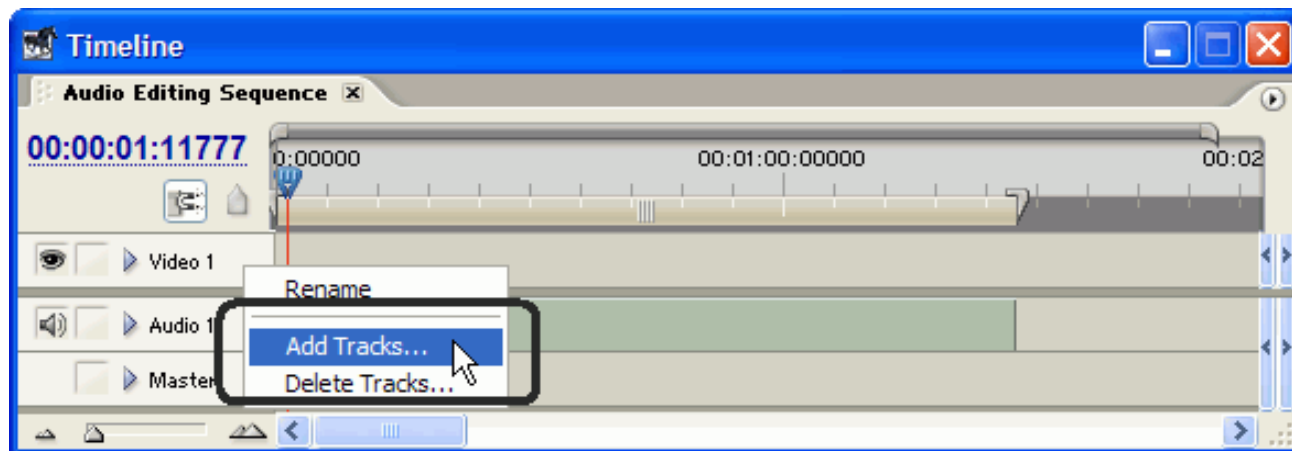 Timeline
Audio Editing Sequence
00:00:01:11777
0:00000 00:01:00:00000 00:02
Video 1
Rename
Audio 1
Add Tracks...
Master
Delete Tracks...